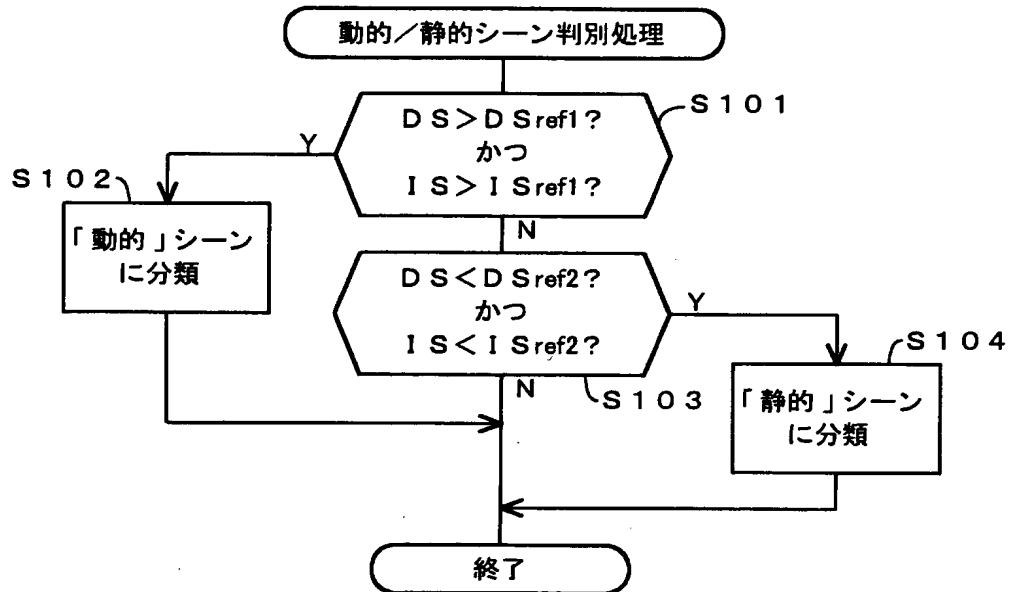 動的／静的シーン判別処理
DS>DSref1?
かつ
IS>ISref1?
S101
Y
S102
「動的」シーン
に分類
N
DS<DSref2?
かつ
IS<ISref2?
Y
S104
N
S103
「静的」シーン
に分類
終了